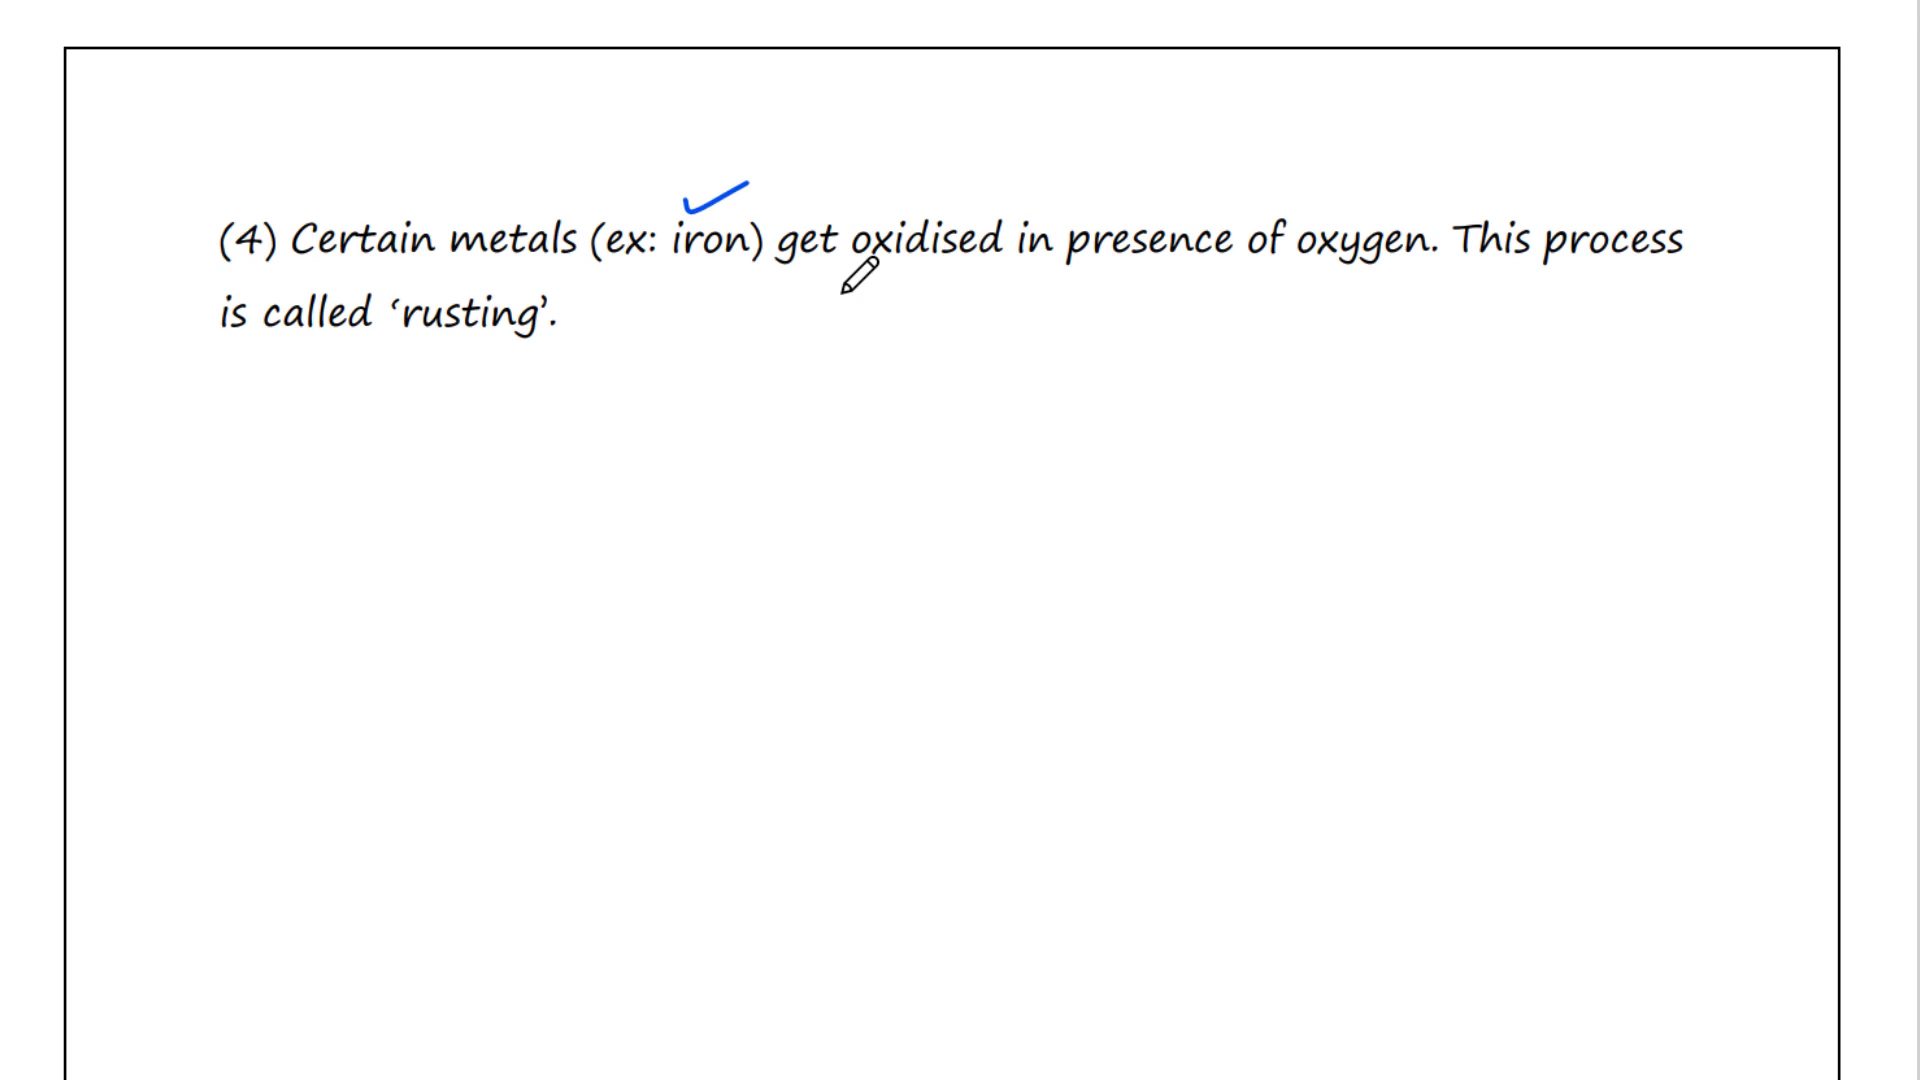 (4) Certain metals (ex: iron) get oxidised in presence of oxygen. This process
is called ‘rusting’.